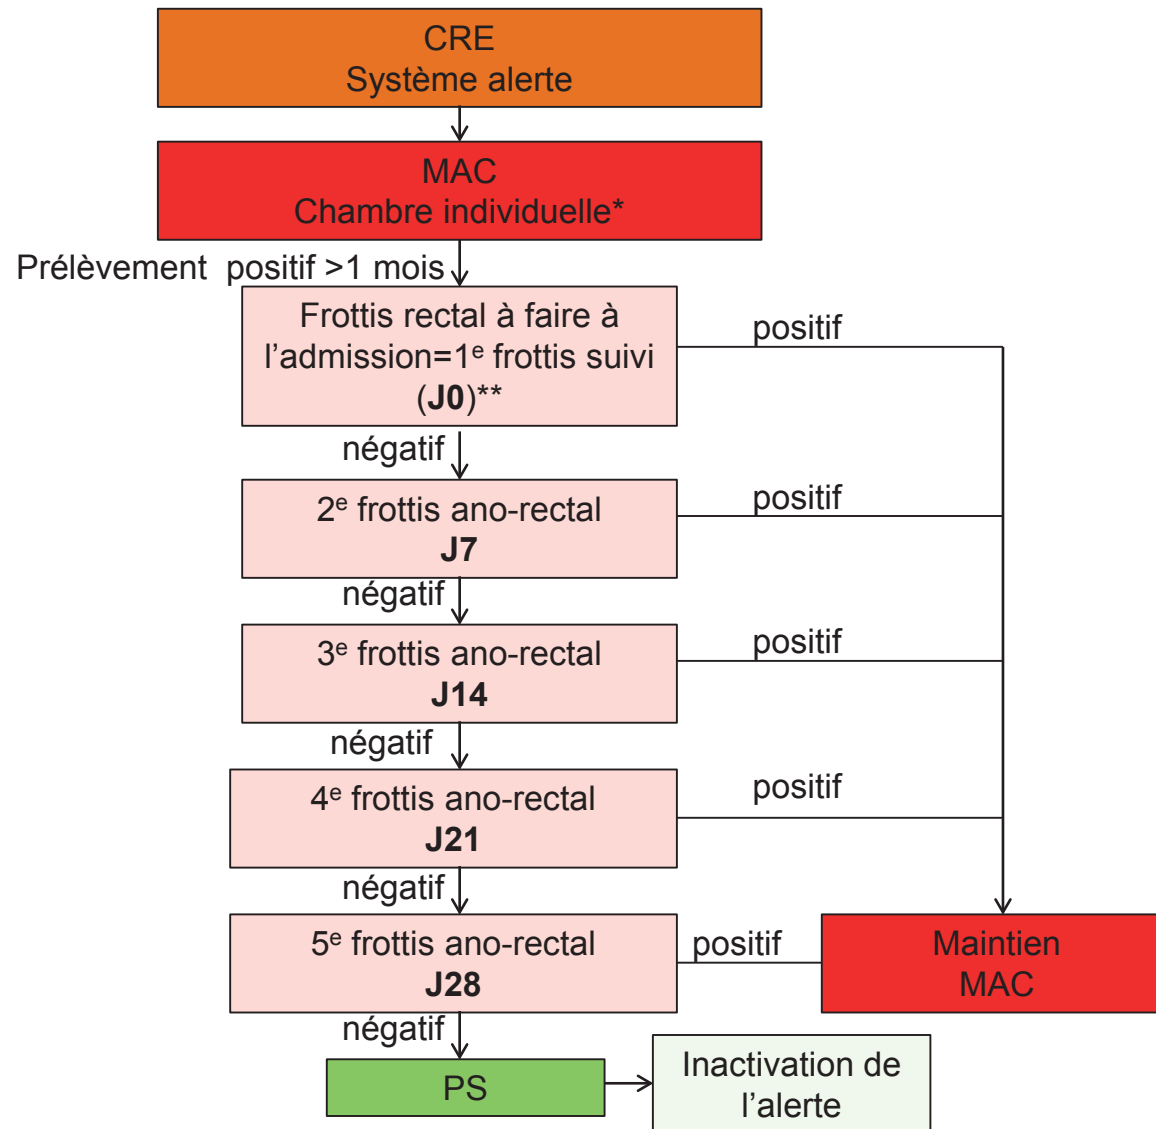 CRE
Système alerte
MAC
Chambre individuelle*
Prélèvement positif >1 mois
Frottis rectal à faire à
l'admission=1e frottis suivi
(J0)**
positif
négatif
2e frottis ano-rectal
J7
positif
négatif
3e frottis ano-rectal
J14
positif
négatif
4e frottis ano-rectal
J21
positif
négatif
5e frottis ano-rectal
J28
positif
Maintien
MAC
négatif
PS
Inactivation de
l'alerte